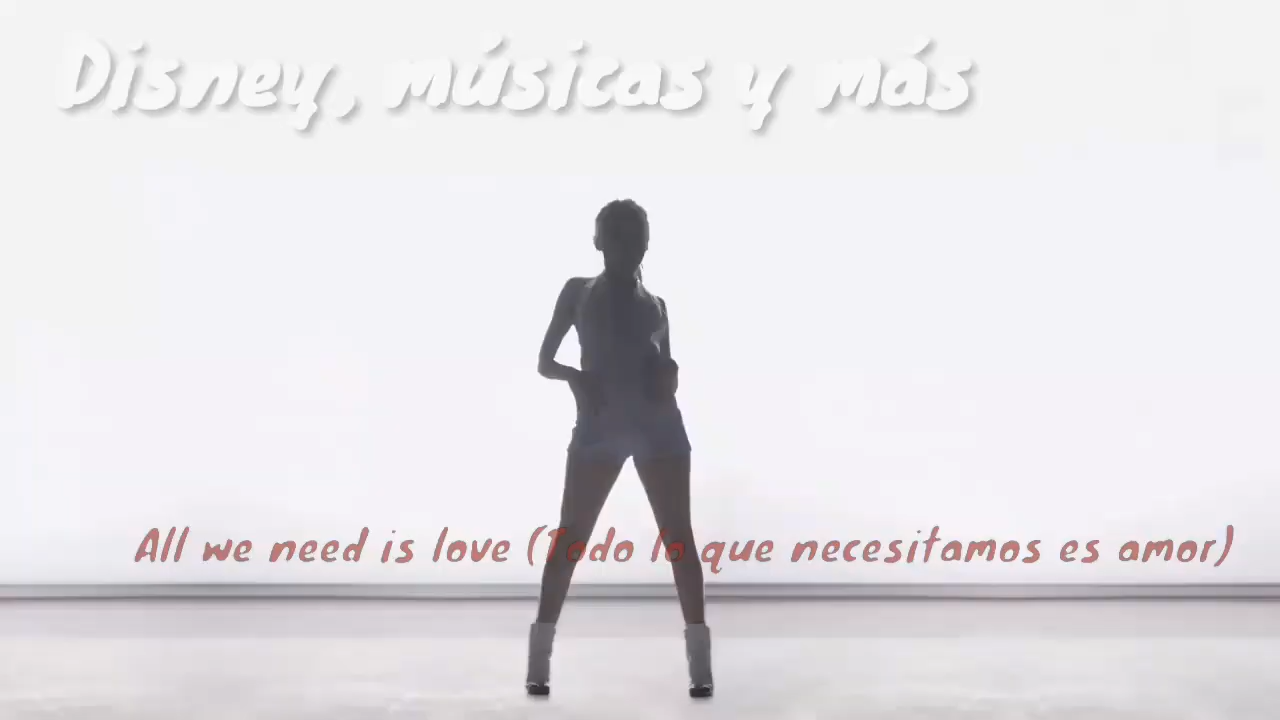 Disney, músicas y más
All we need is love (Todo lo que necesitamos es amor)